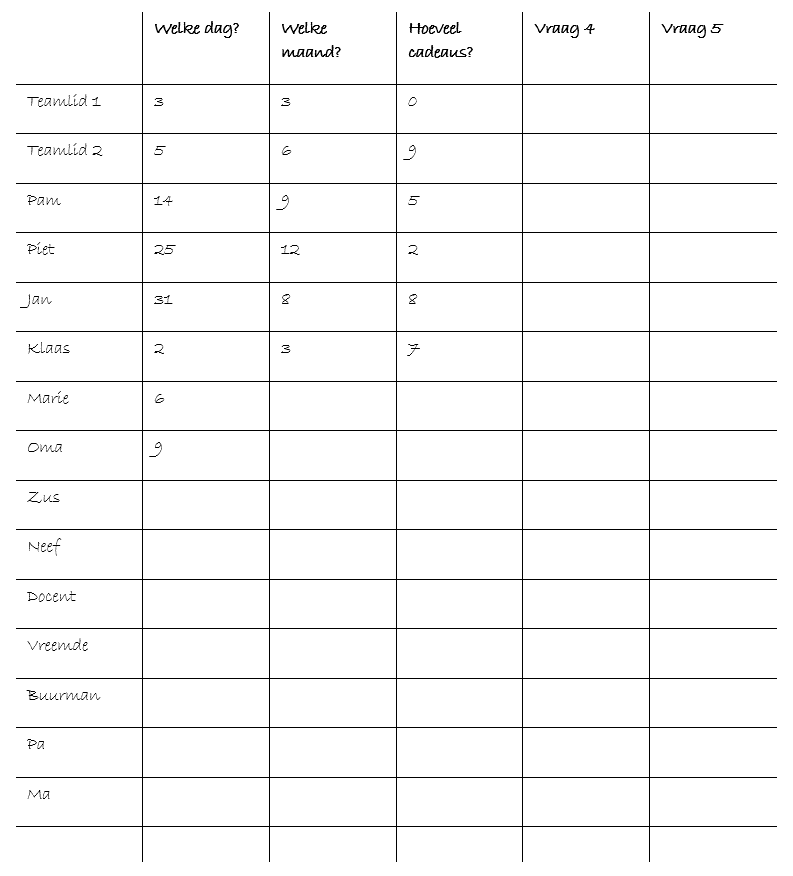 Welke dag? Welke maand? Hoeveel cadeaus? Vraag 4 Vraag 5
Teamlid 1 3 3 0
Teamlid 2 5 6 9
Pam 14 9 5
Piet 25 12 2
Jan 31 8 8
Klaas 2 3 7
Marie 6
Oma 9
Zus
Neef
Docent
Vreemde
Buurman
Pa
Ma